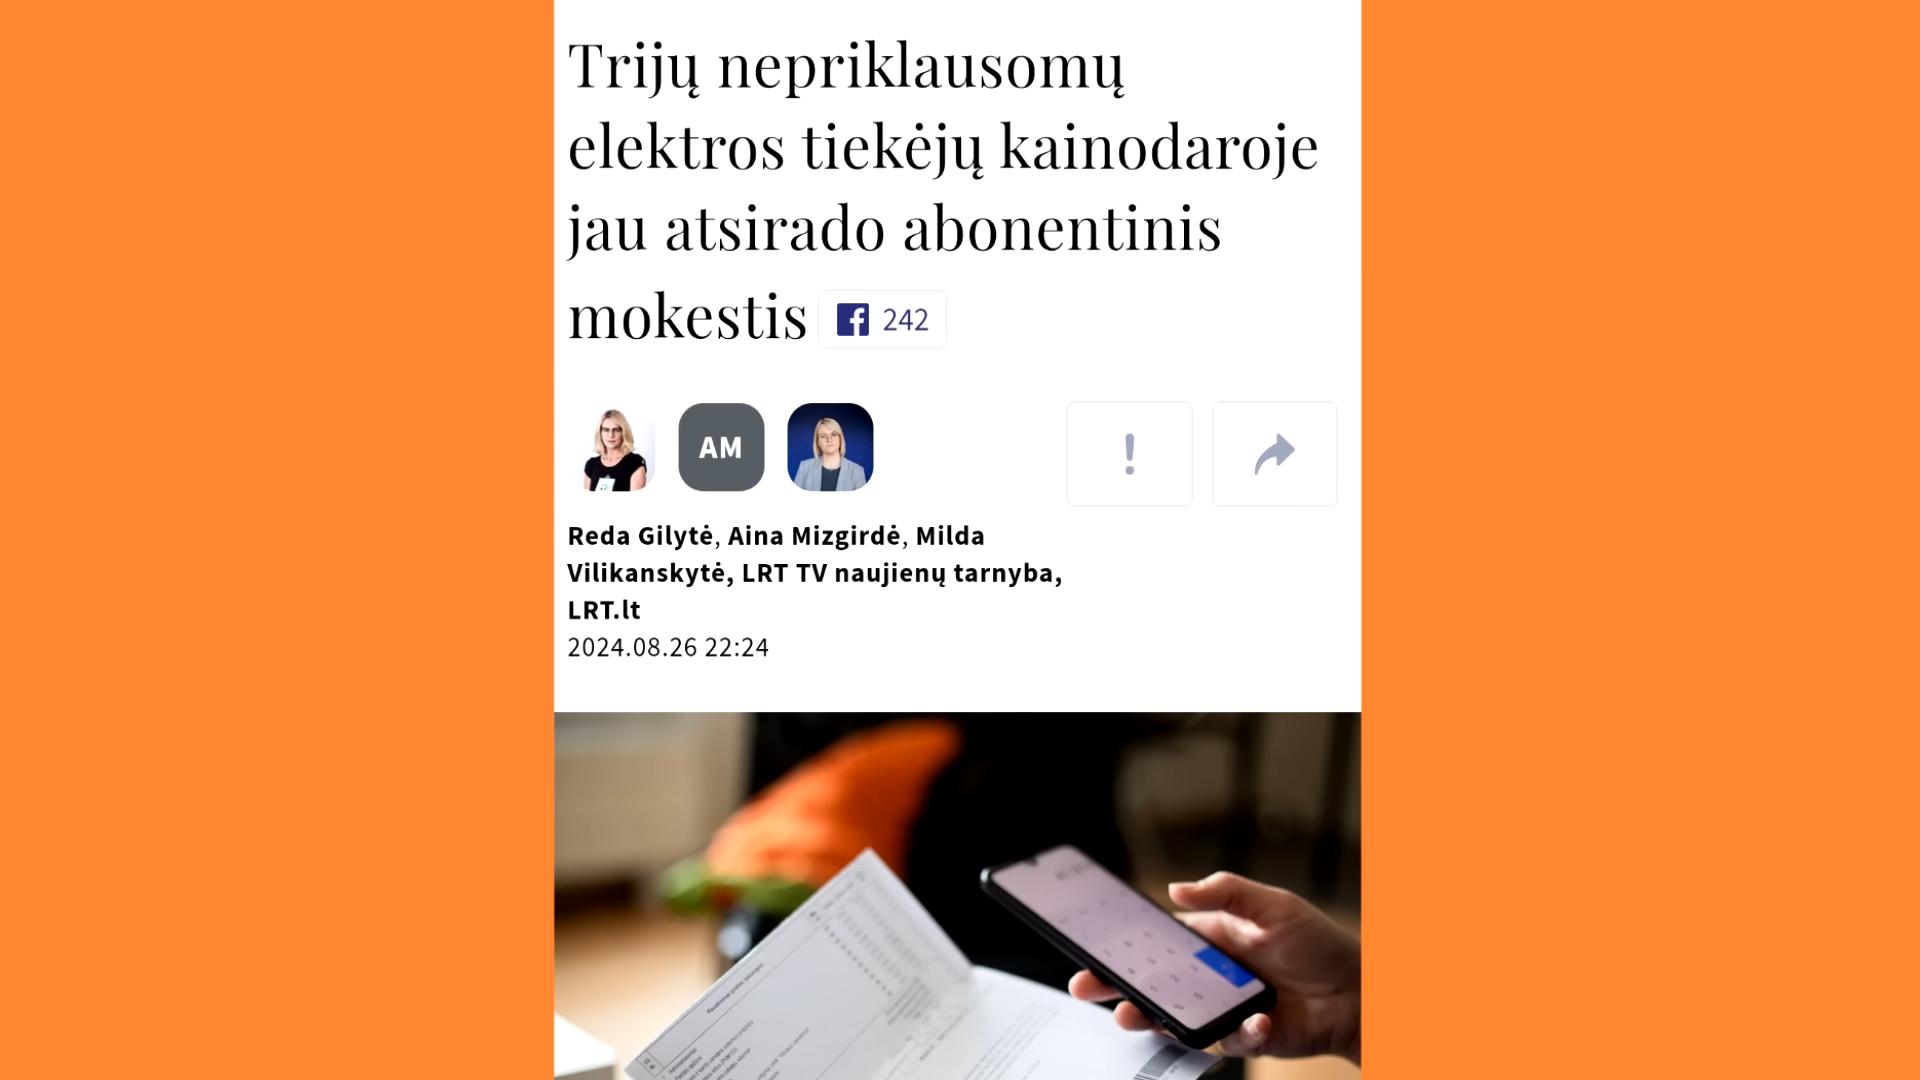 Trijų nepriklausomų
elektros tiekėjų kainodaroje
jau atsirado abonentinis
mokestis 242
AM
Reda Gilytė, Aina Mizgirdė, Milda
Vilikanskytė, LRT TV naujienų tarnyba,
LRT.lt
2024.08.26 22:24